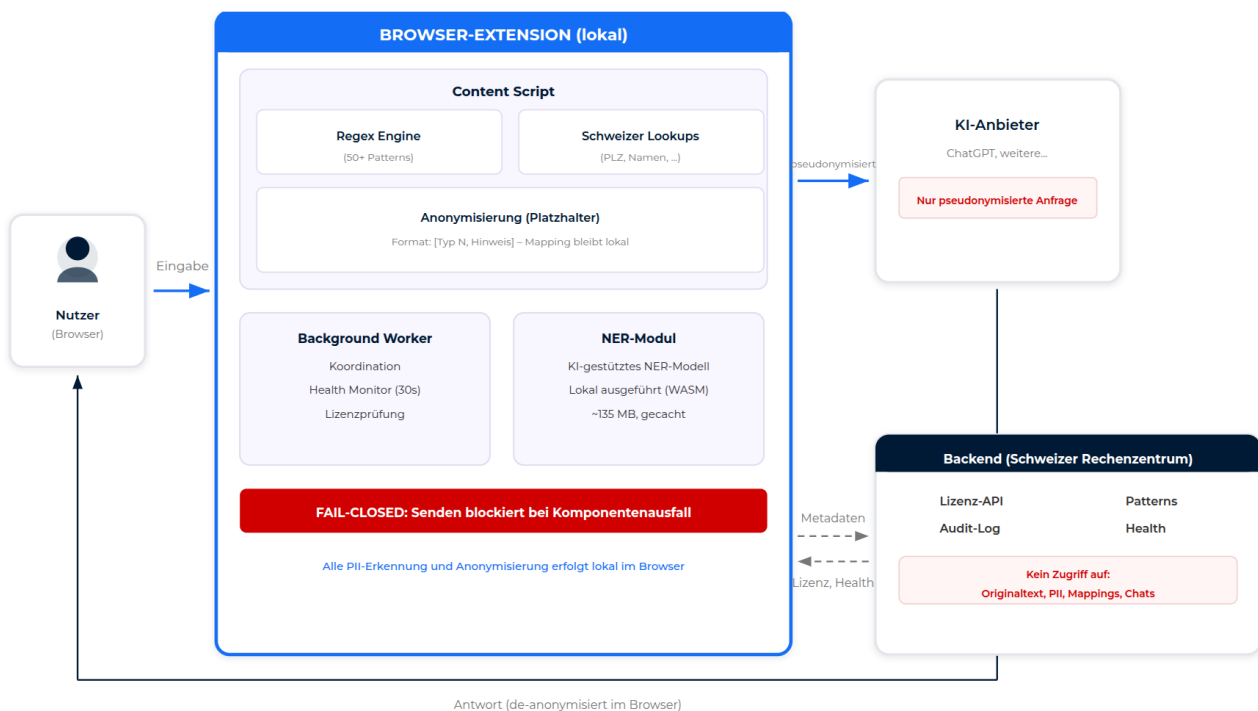 BROWSER-EXTENSION (lokal)
Content Script
Regex Engine
(50+ Patterns)
Schweizer Lookups
(PLZ, Namen, ...)
Anonymisierung (Platzhalter)
Format: [Typ N, Hinweis] – Mapping bleibt lokal
Nutzer
(Browser)
Eingabe
Background Worker
Koordination
Health Monitor (30s)
Lizenzprüfung
NER-Modul
KI-gestütztes NER-Modell
Lokal ausgeführt (WASM)
~135 MB, gecacht
FAIL-CLOSED: Senden blockiert bei Komponentenausfall
Alle PII-Erkennung und Anonymisierung erfolgt lokal im Browser
pseudonymisiert
KI-Anbieter
ChatGPT, weitere...
Nur pseudonymisierte Anfrage
Metadaten
Lizenz, Health
Backend (Schweizer Rechenzentrum)
Lizenz-API
Patterns
Audit-Log
Health
Kein Zugriff auf:
Originaltext, PII, Mappings, Chats
Antwort (de-anonymisiert im Browser)